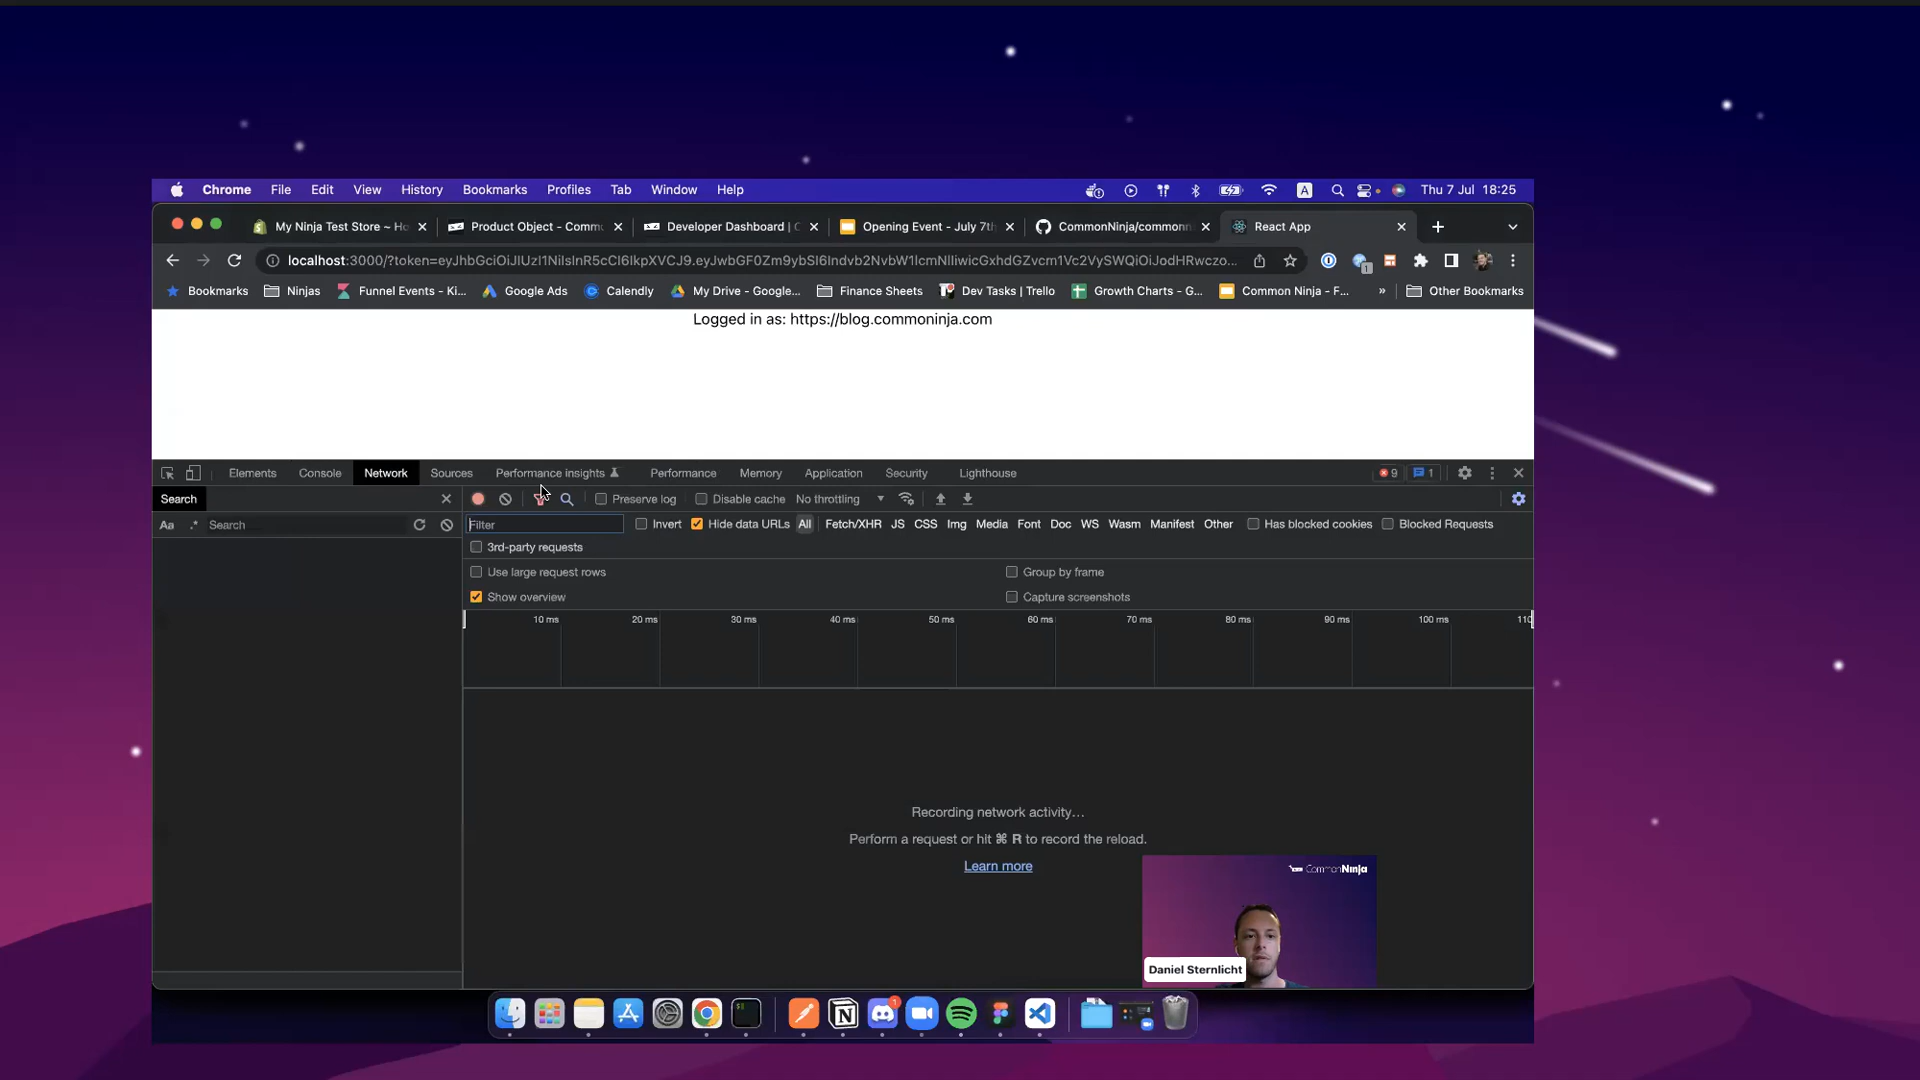 Chrome File Edit View History Bookmarks Profiles Tab Window Help A Thu 7 Jul 18:25
My Ninja Test Store ~ Ho Product Object - Commu Developer Dashboard | C Opening Event - July 7th CommonNinja/commonn React App
Bookmarks Ninjas Funnel Events - Ki... Google Ads Calendly My Drive - Google... Finance Sheets Dev Tasks | Trello Growth Charts - G... Common Ninja - F... » Other Bookmarks
Logged in as: https://blog.commoninja.com
Elements Console Network Sources Performance insights Performance Memory Application Security Lighthouse 9 1
Search Preserve log Disable cache No throttling
Aa .* Search Filter Invert Hide data URLs All Fetch/XHR JS CSS Img Media Font Doc WS Wasm Manifest Other Has blocked cookies Blocked Requests
3rd-party requests
Use large request rows Group by frame
Show overview Capture screenshots
10 ms 20 ms 30 ms 40 ms 50 ms 60 ms 70 ms 80 ms 90 ms 100 ms 110
Recording network activity…
Perform a request or hit ⌘ R to record the reload.
Learn more
CommonNinja
Daniel Sternlicht